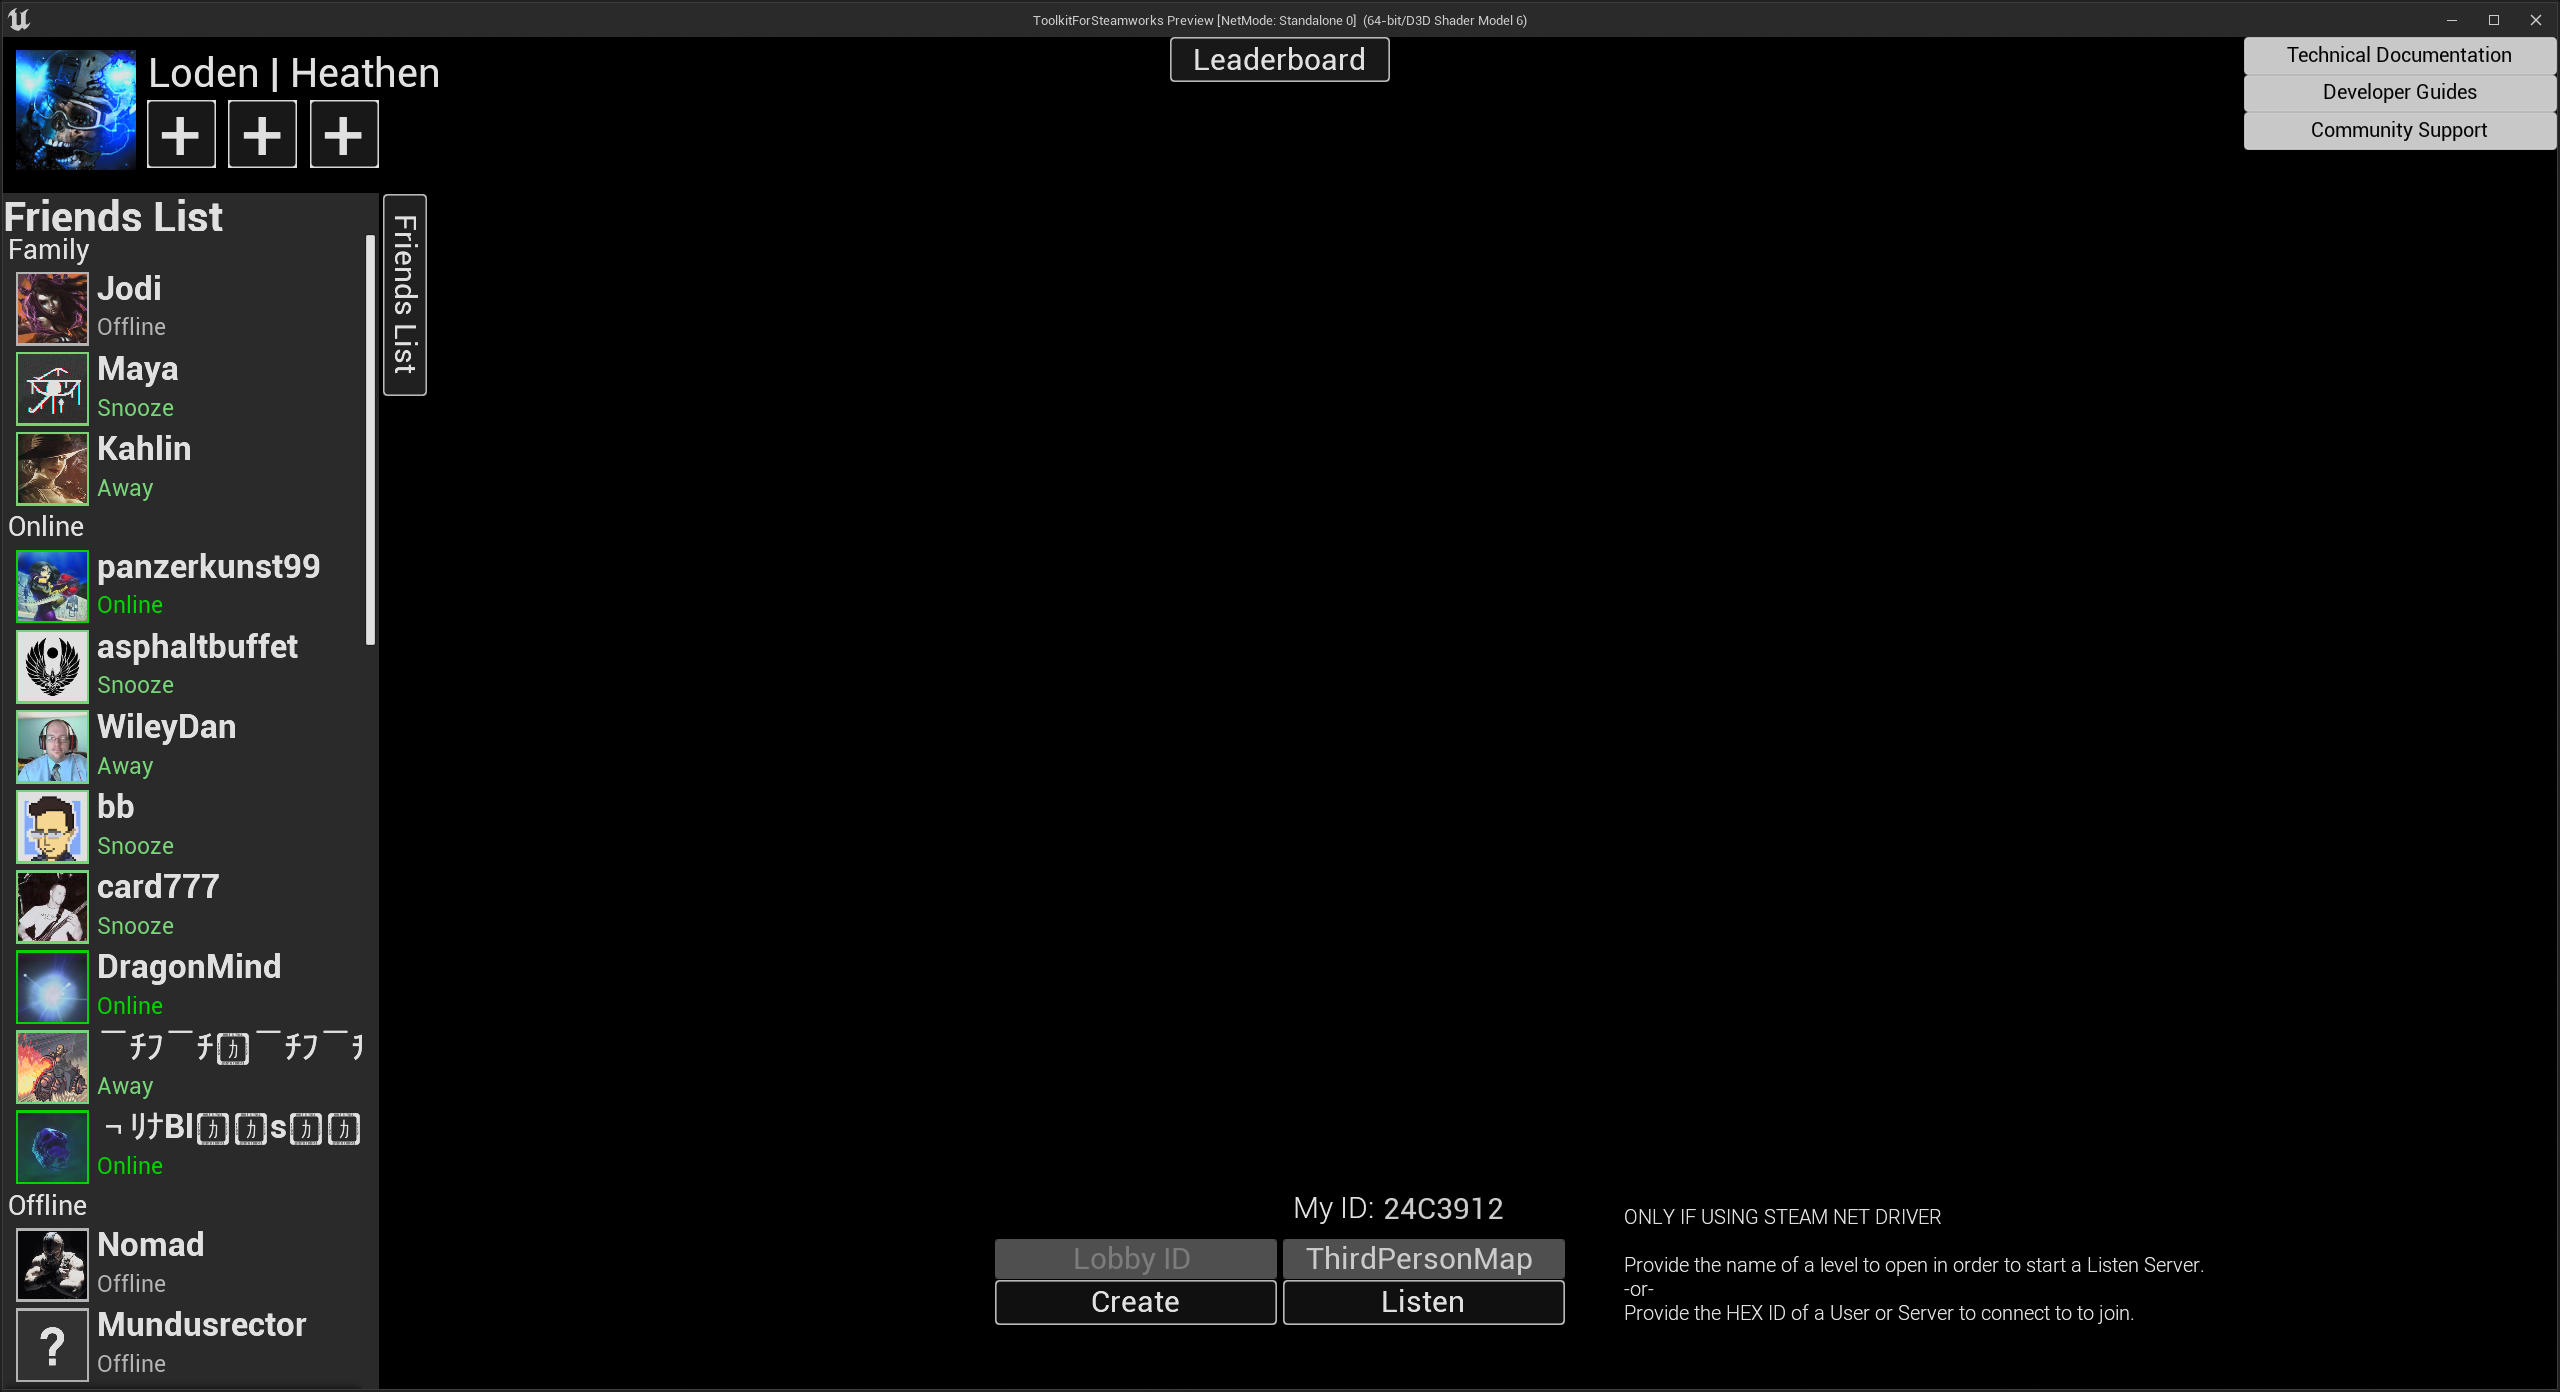 ToolkitForSteamworks Preview [NetMode: Standalone 0]  (64-bit/D3D Shader Model 6)
Loden | Heathen
Leaderboard
Technical Documentation
Developer Guides
Community Support
Friends List
Friends List
Family
Jodi
Offline
Maya
Snooze
Kahlin
Away
Online
panzerkunst99
Online
asphaltbuffet
Snooze
WileyDan
Away
bb
Snooze
card777
Snooze
DragonMind
Online
Away
Online
Offline
Nomad
Offline
Mundusrector
Offline
My ID: 24C3912
Lobby ID
ThirdPersonMap
Create
Listen
ONLY IF USING STEAM NET DRIVER
Provide the name of a level to open in order to start a Listen Server.
-or-
Provide the HEX ID of a User or Server to connect to to join.